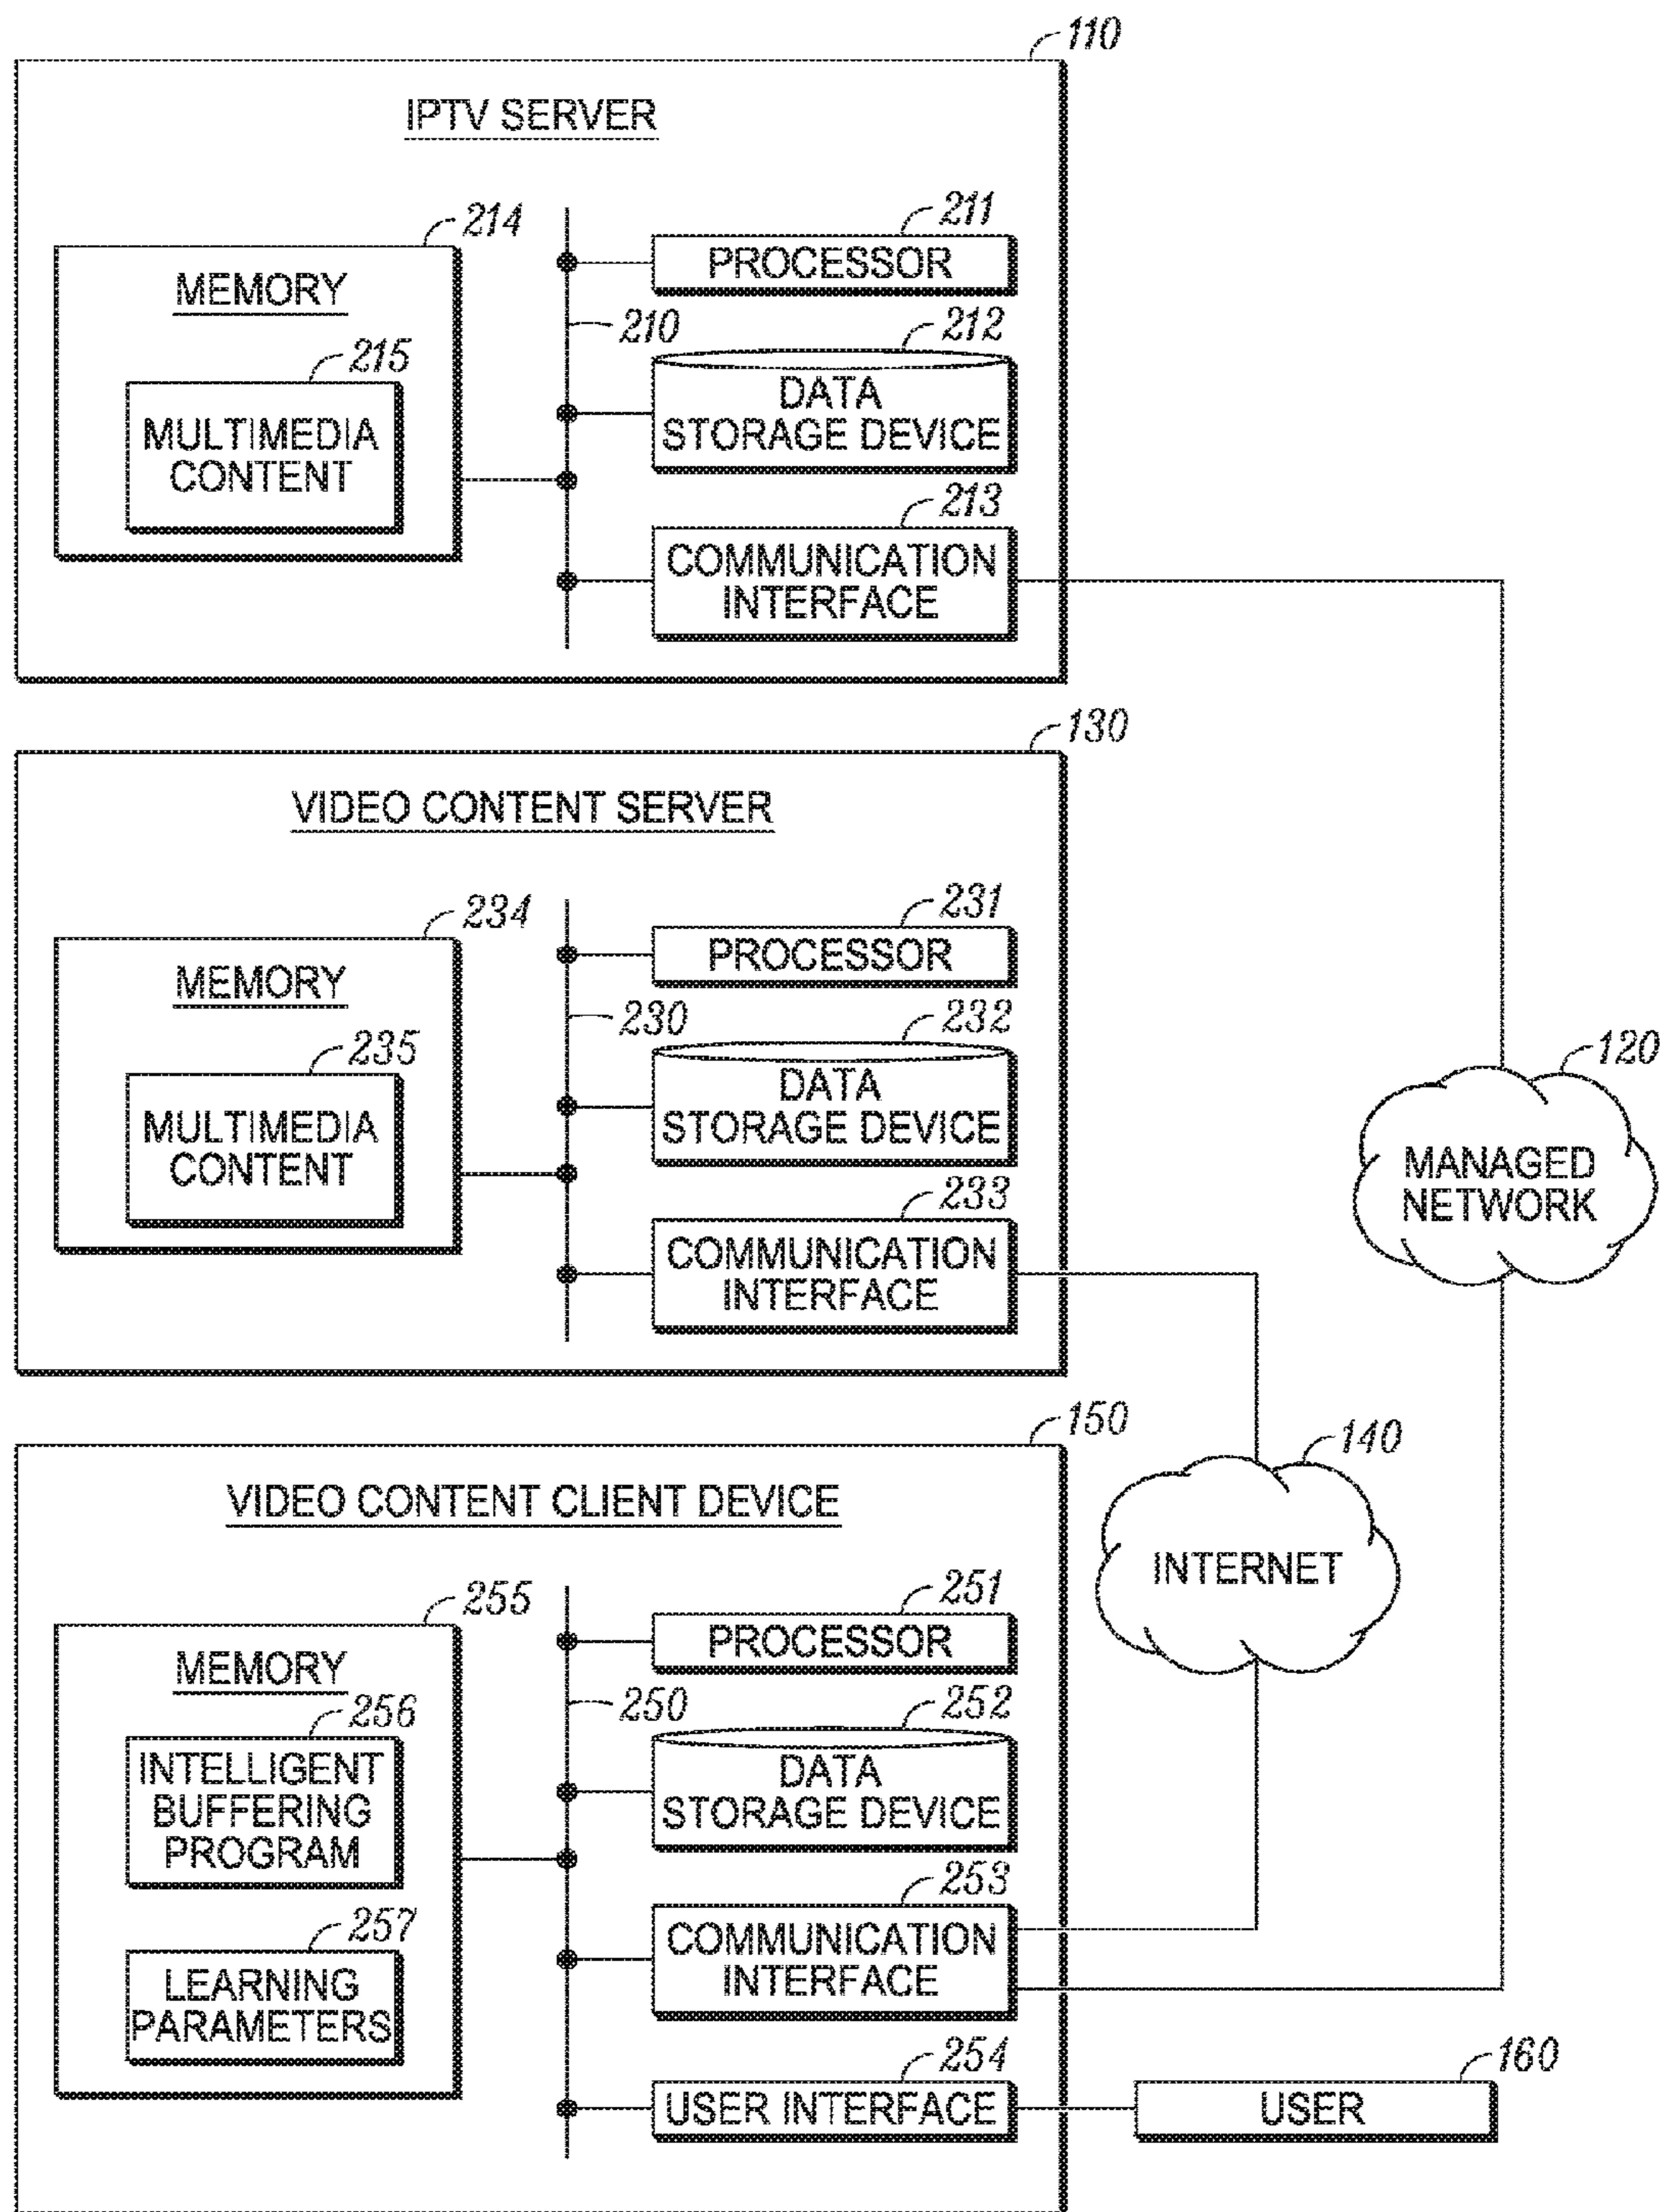 110
IPTV SERVER
214
MEMORY
215
MULTIMEDIA
CONTENT
210
211
PROCESSOR
212
DATA
STORAGE DEVICE
213
COMMUNICATION
INTERFACE
130
VIDEO CONTENT SERVER
234
MEMORY
235
MULTIMEDIA
CONTENT
230
231
PROCESSOR
232
DATA
STORAGE DEVICE
233
COMMUNICATION
INTERFACE
120
MANAGED
NETWORK
140
INTERNET
150
VIDEO CONTENT CLIENT DEVICE
255
MEMORY
256
INTELLIGENT
BUFFERING
PROGRAM
257
LEARNING
PARAMETERS
250
251
PROCESSOR
252
DATA
STORAGE DEVICE
253
COMMUNICATION
INTERFACE
254
USER INTERFACE
160
USER